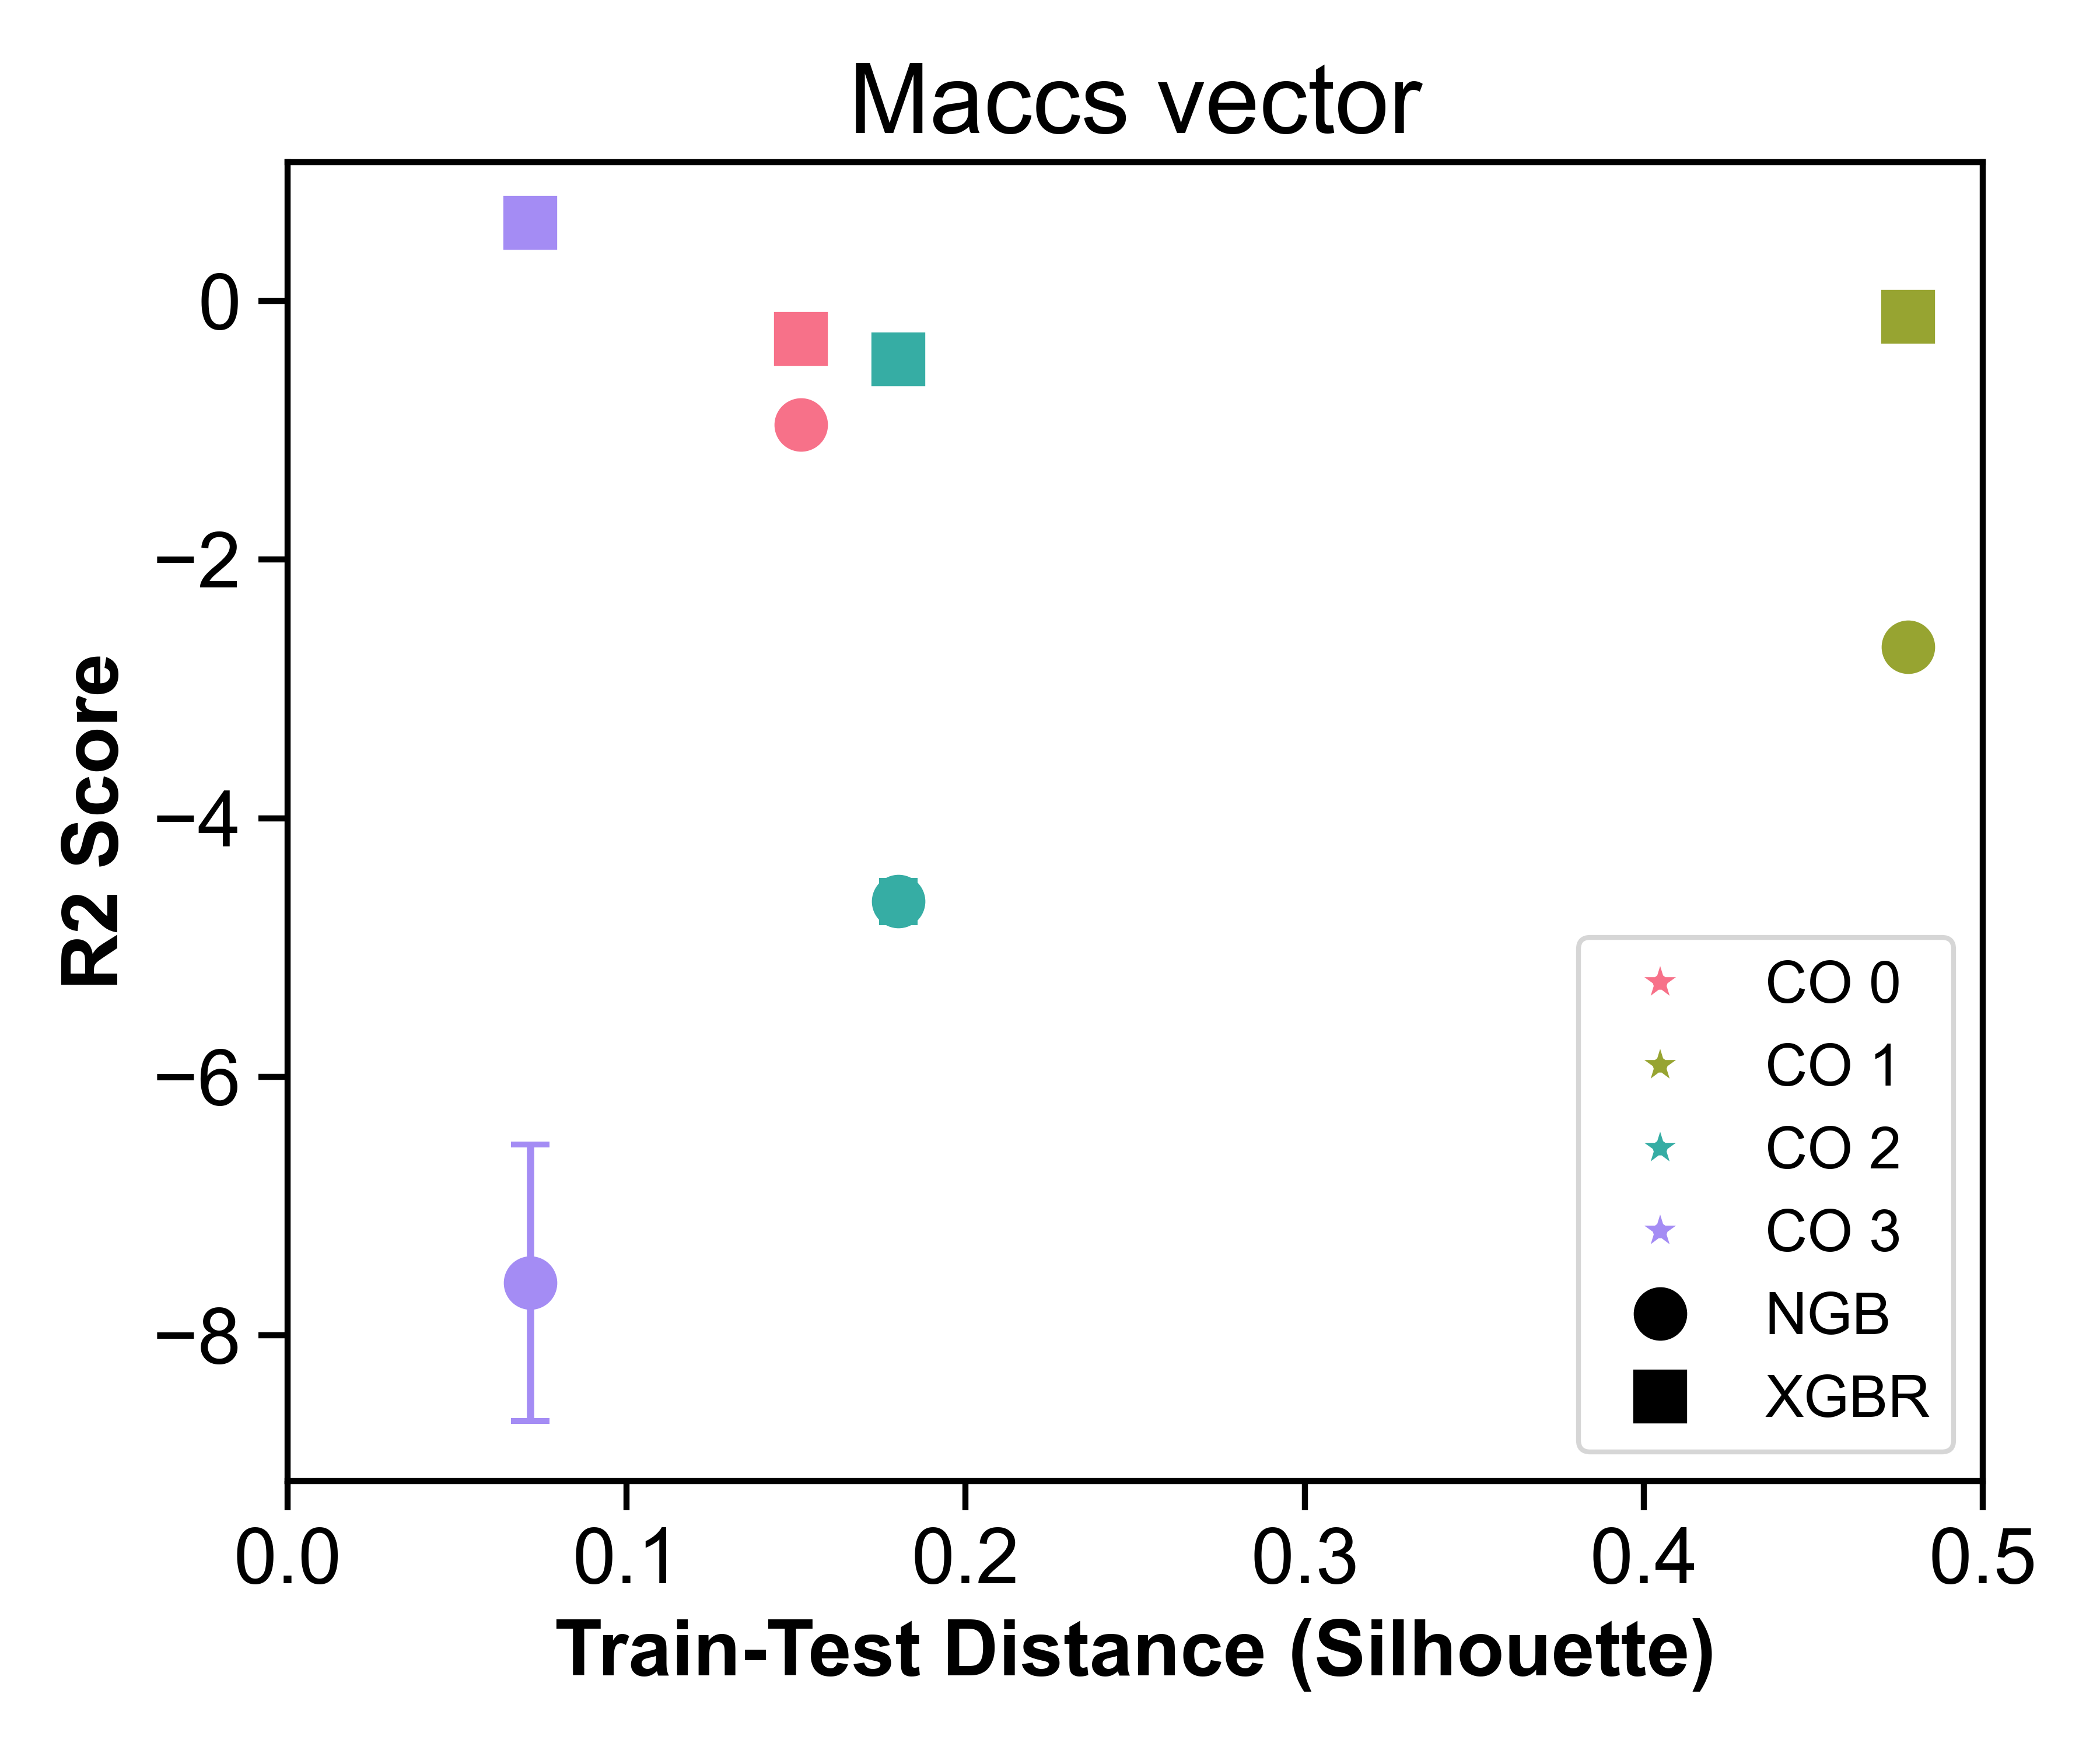 Maccs vector
R2 Score
0
−2
−4
−6
−8
CO 0
CO 1
CO 2
CO 3
NGB
XGBR
0.0 0.1 0.2 0.3 0.4 0.5
Train-Test Distance (Silhouette)